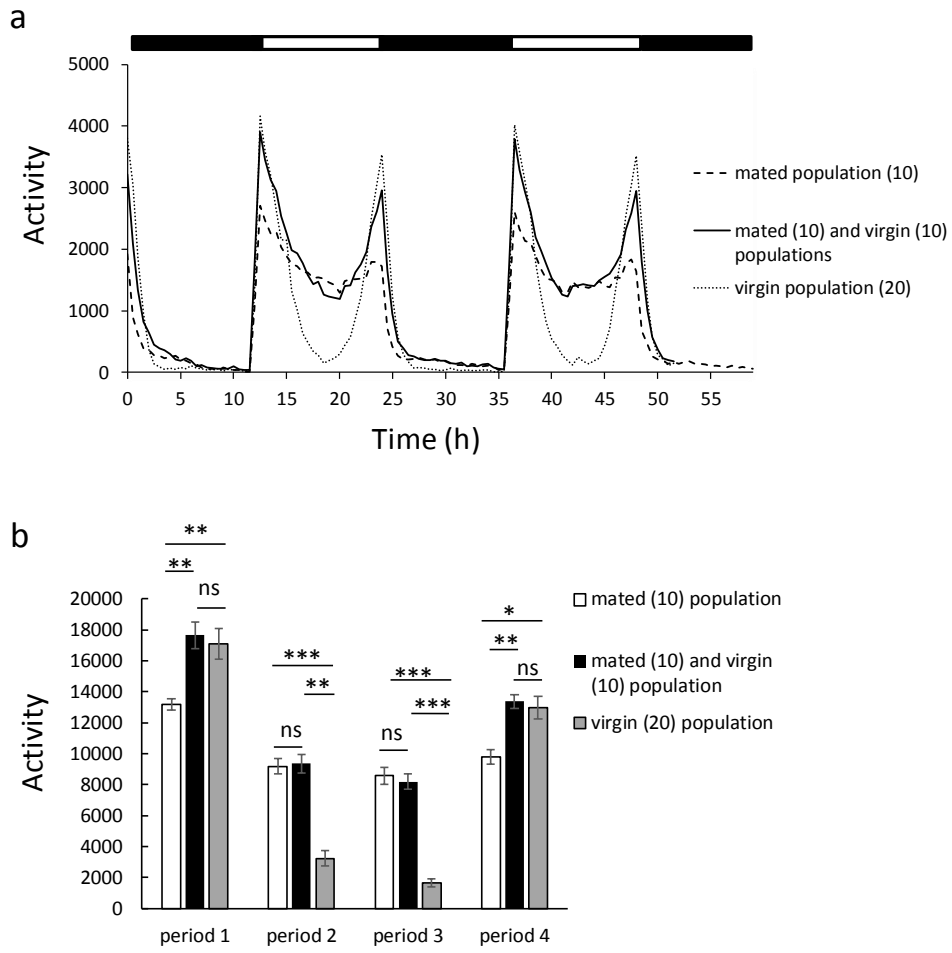 a
5000
4000
3000
2000
1000
0
Activity
0 5 10 15 20 25 30 35 40 45 50 55
Time (h)
mated population (10)
mated (10) and virgin (10)
populations
virgin population (20)
b
20000
18000
16000
14000
12000
10000
8000
6000
4000
2000
0
Activity
**
**
ns
***
**
ns
***
***
ns
*
**
ns
period 1 period 2 period 3 period 4
mated (10) population
mated (10) and virgin
(10) population
virgin (20) population